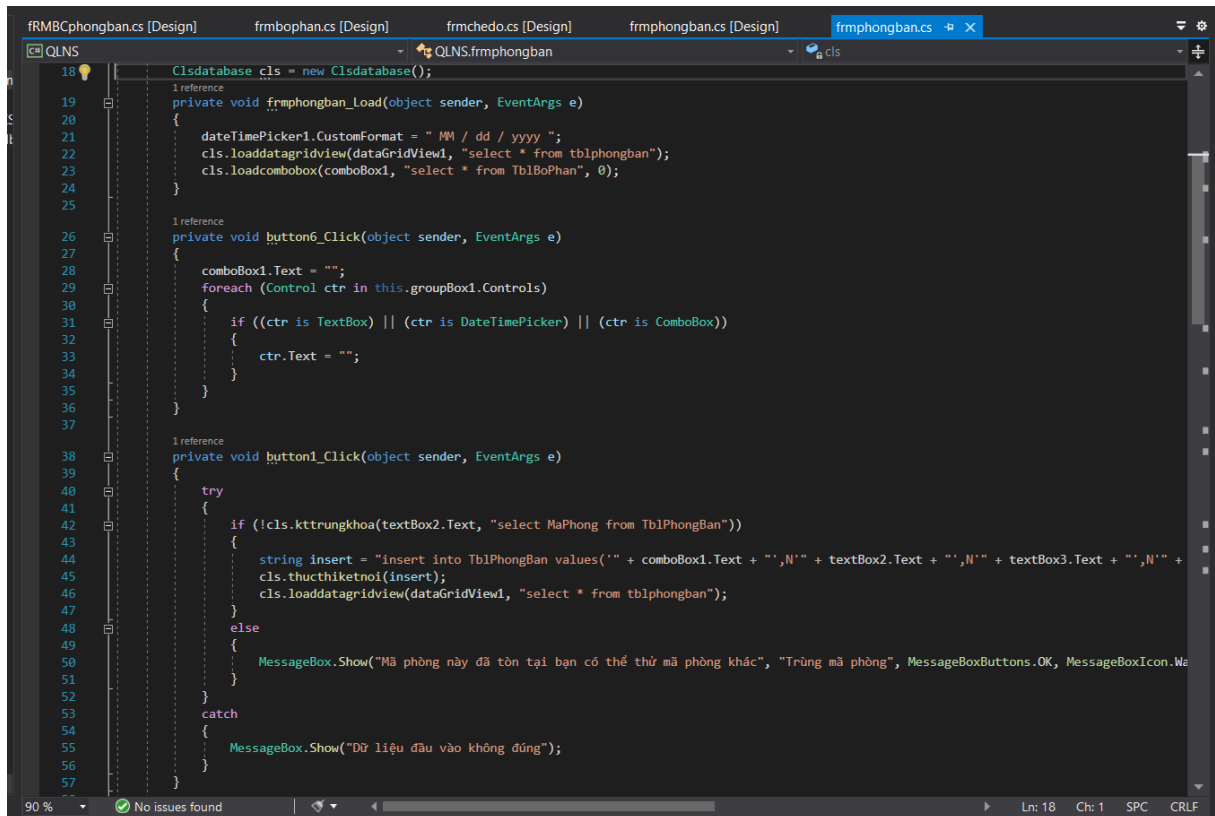 fRMBCphongban.cs [Design] frmbophan.cs [Design] frmchedo.cs [Design] frmphongban.cs [Design] frmphongban.cs
C# QLNS QLNS.frmphongban cls
18 Clsdatabase cls = new Clsdatabase();
1 reference
19 private void frmphongban_Load(object sender, EventArgs e)
20 {
21 dateTimePicker1.CustomFormat = " MM / dd / yyyy ";
22 cls.loaddatagridview(dataGridView1, "select * from tblphongban");
23 cls.loadcombobox(comboBox1, "select * from TblBoPhan", 0);
24 }
25
1 reference
26 private void button6_Click(object sender, EventArgs e)
27 {
28 comboBox1.Text = "";
29 foreach (Control ctr in this.groupBox1.Controls)
30 {
31 if ((ctr is TextBox) || (ctr is DateTimePicker) || (ctr is ComboBox))
32 {
33 ctr.Text = "";
34 }
35 }
36 }
37
1 reference
38 private void button1_Click(object sender, EventArgs e)
39 {
40 try
41 {
42 if (!cls.kttrungkhoa(textBox2.Text, "select MaPhong from TblPhongBan"))
43 {
44 string insert = "insert into TblPhongBan values('" + comboBox1.Text + "',N'" + textBox2.Text + "',N'" + textBox3.Text + "',N'" +
45 cls.thucthiketnoi(insert);
46 cls.loaddatagridview(dataGridView1, "select * from tblphongban");
47 }
48 else
49 {
50 MessageBox.Show("Mã phòng này đã tồn tại bạn có thể thử mã phòng khác", "Trùng mã phòng", MessageBoxButtons.OK, MessageBoxIcon.Wa
51 }
52 }
53 catch
54 {
55 MessageBox.Show("Dữ liệu đầu vào không đúng");
56 }
57 }
90 % No issues found Ln: 18 Ch: 1 SPC CRLF